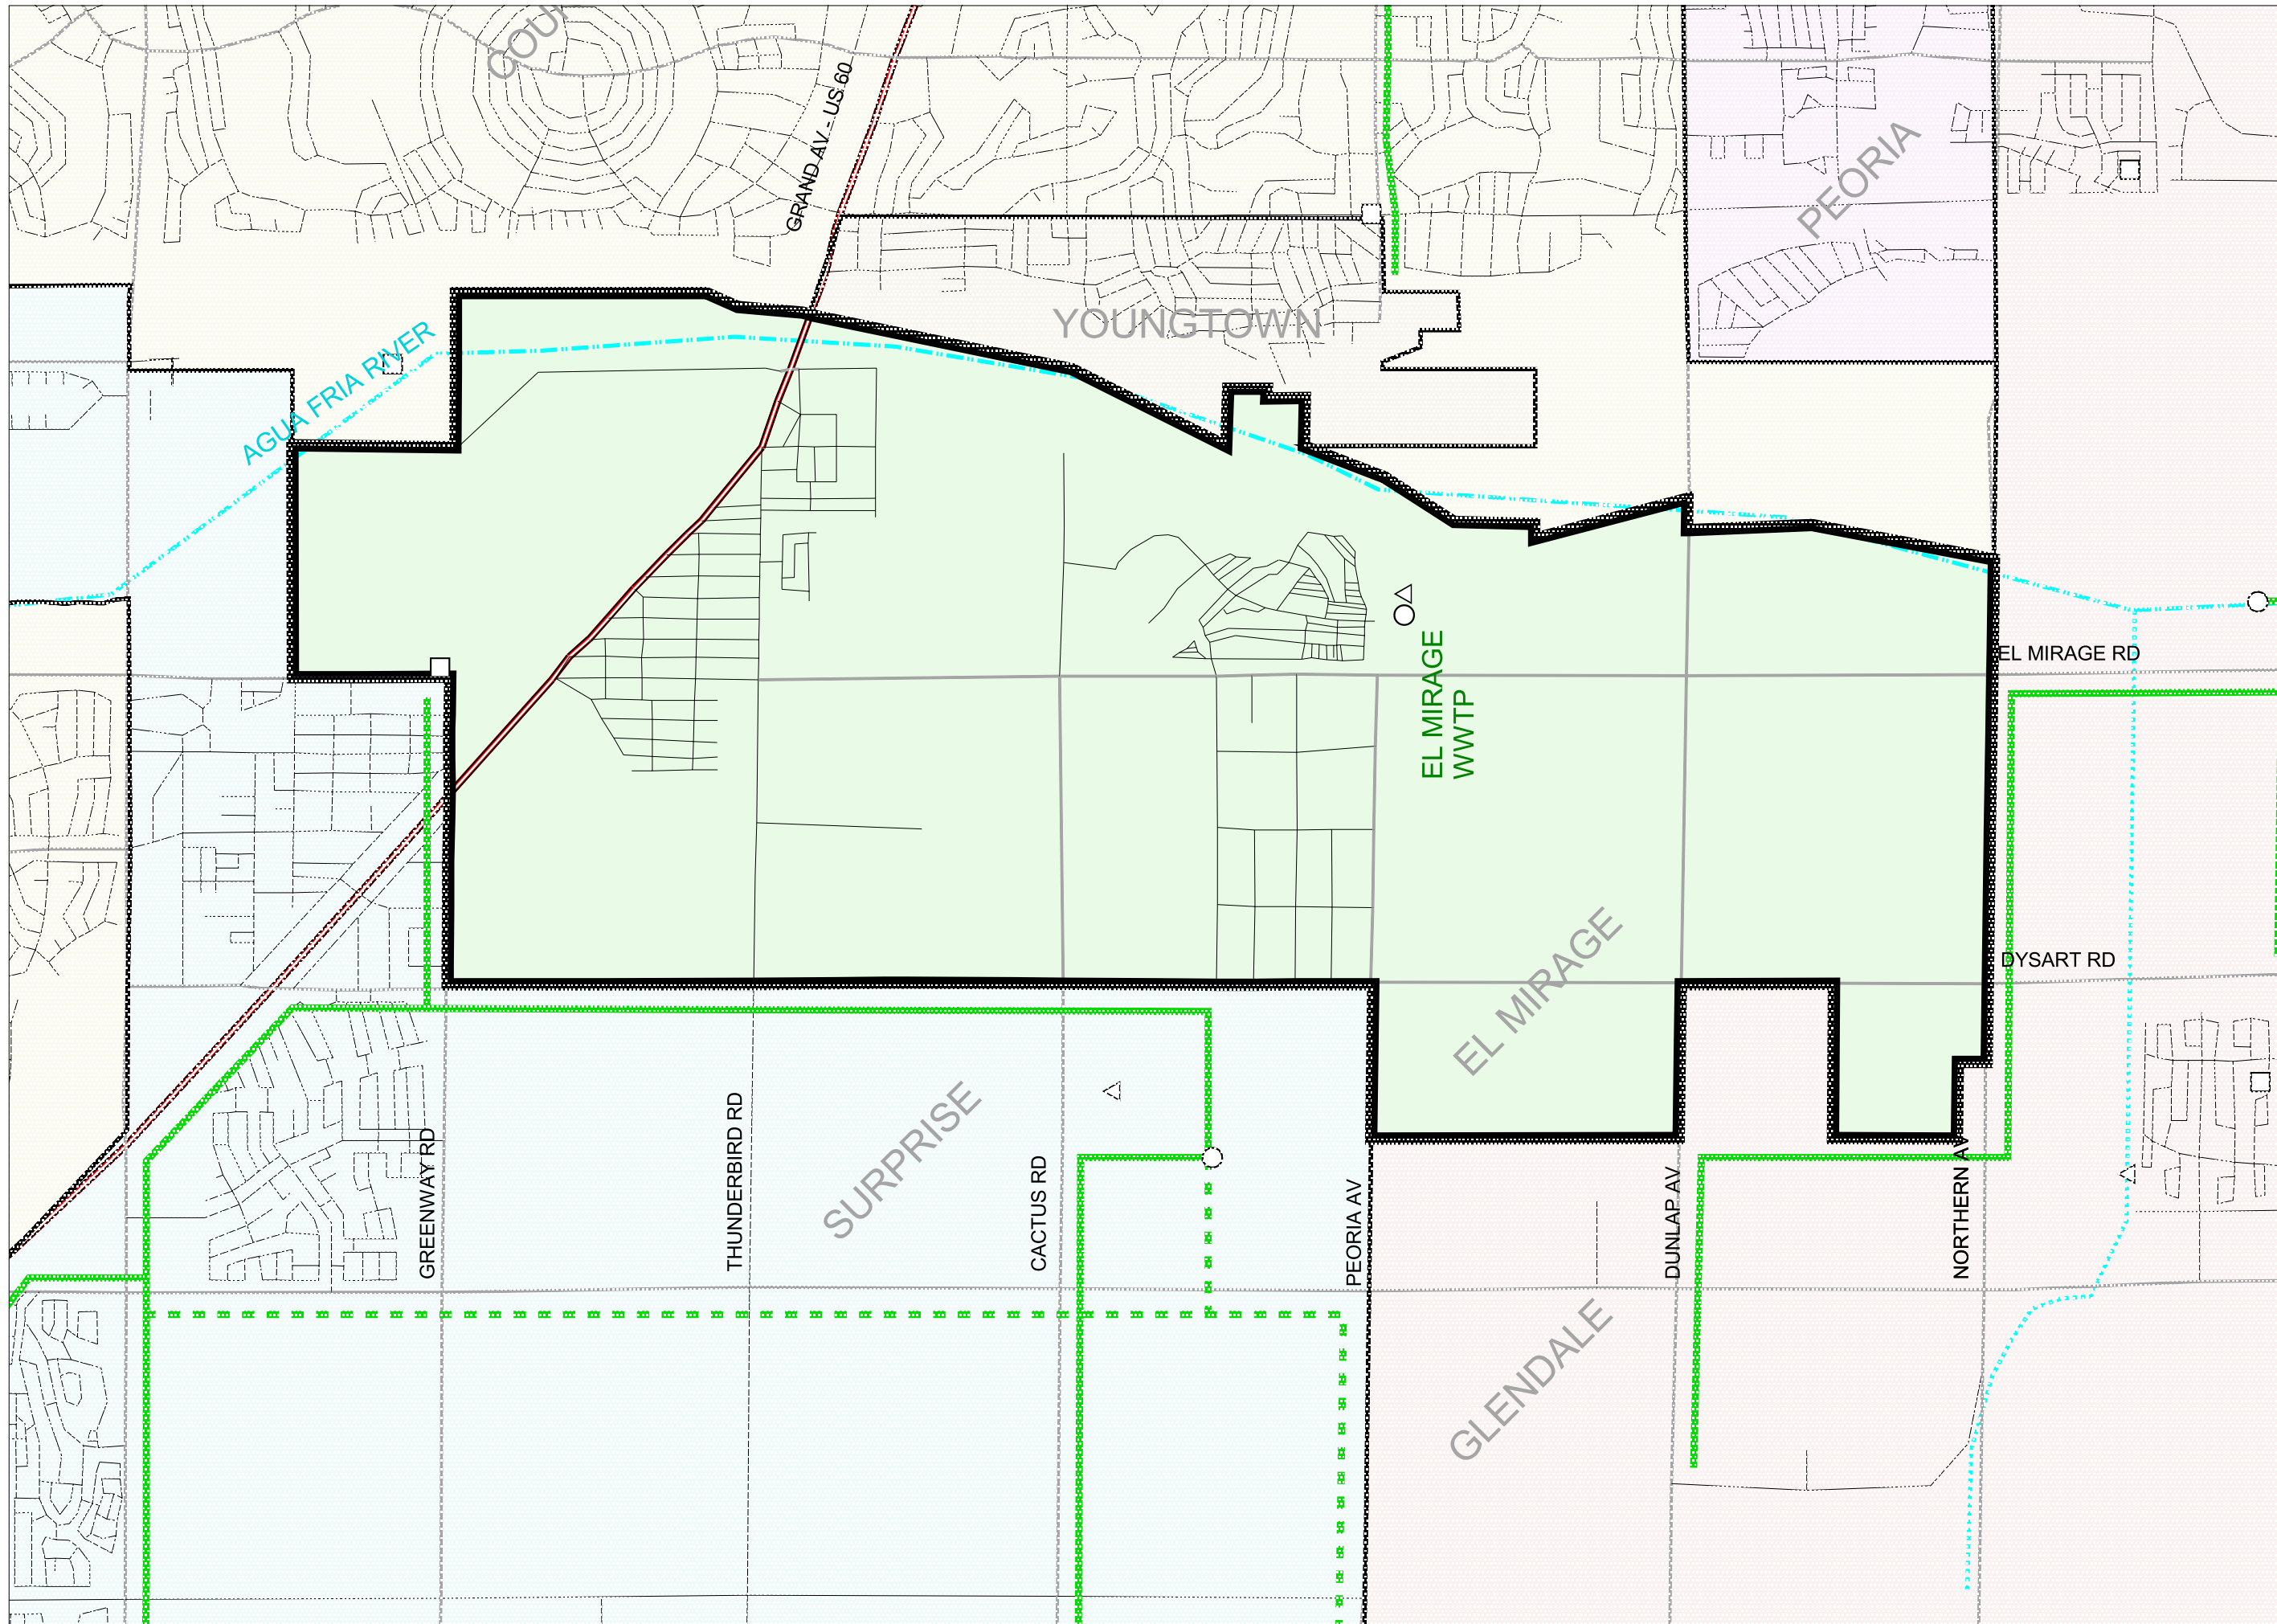 COU
GRAND AV - US 60
PEORIA
YOUNGTOWN
AGUA FRIA RIVER
EL MIRAGE
WWTP
EL MIRAGE RD
DYSART RD
EL MIRAGE
SURPRISE
GREENWAY RD
THUNDERBIRD RD
CACTUS RD
PEORIA AV
DUNLAP AV
NORTHERN AV
GLENDALE